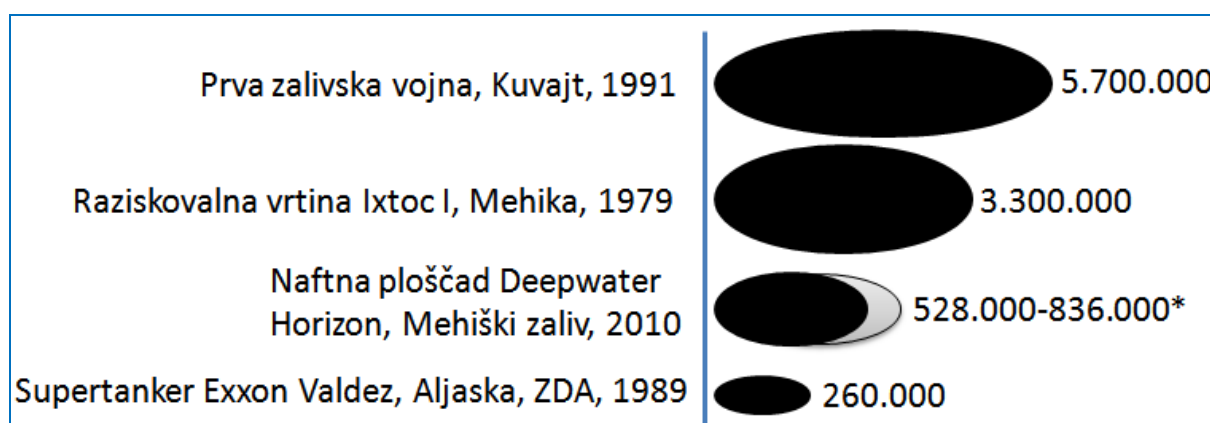 Prva zalivska vojna, Kuvajt, 1991
5.700.000
Raziskovalna vrtina Ixtoc I, Mehika, 1979
3.300.000
Naftna ploščad Deepwater
Horizon, Mehiški zaliv, 2010
528.000-836.000*
Supertanker Exxon Valdez, Aljaska, ZDA, 1989
260.000